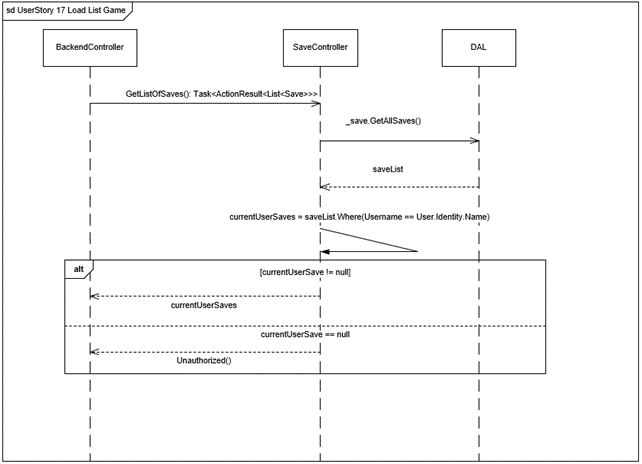 sd UserStory 17 Load List Game
BackendController
SaveController
DAL
GetListOfSaves(): Task<ActionResult<List<Save>>>
_save.GetAllSaves()
saveList
currentUserSaves = saveList.Where(Username == User.Identity.Name)
alt
[currentUserSave != null]
currentUserSaves
currentUserSave == null
Unauthorized()